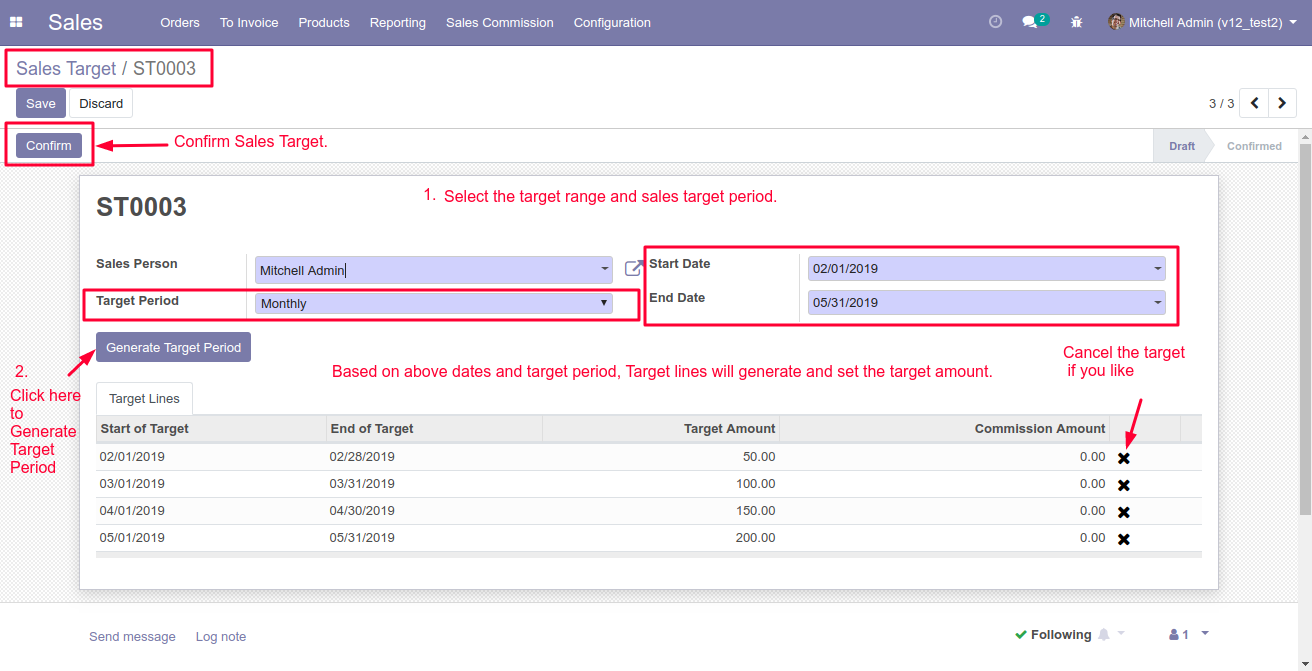 Sales Orders To Invoice Products Reporting Sales Commission Configuration 2 Mitchell Admin (v12_test2)
Sales Target / ST0003
Save Discard 3 / 3
Confirm Confirm Sales Target. Draft Confirmed
1. Select the target range and sales target period.
ST0003
Sales Person Mitchell Admin Start Date 02/01/2019
Target Period Monthly End Date 05/31/2019
Generate Target Period
2.
Click here
to
Generate
Target
Period
Based on above dates and target period, Target lines will generate and set the target amount.
Cancel the target
if you like
Target Lines
Start of Target End of Target Target Amount Commission Amount
02/01/2019 02/28/2019 50.00 0.00
03/01/2019 03/31/2019 100.00 0.00
04/01/2019 04/30/2019 150.00 0.00
05/01/2019 05/31/2019 200.00 0.00
Send message Log note Following 1